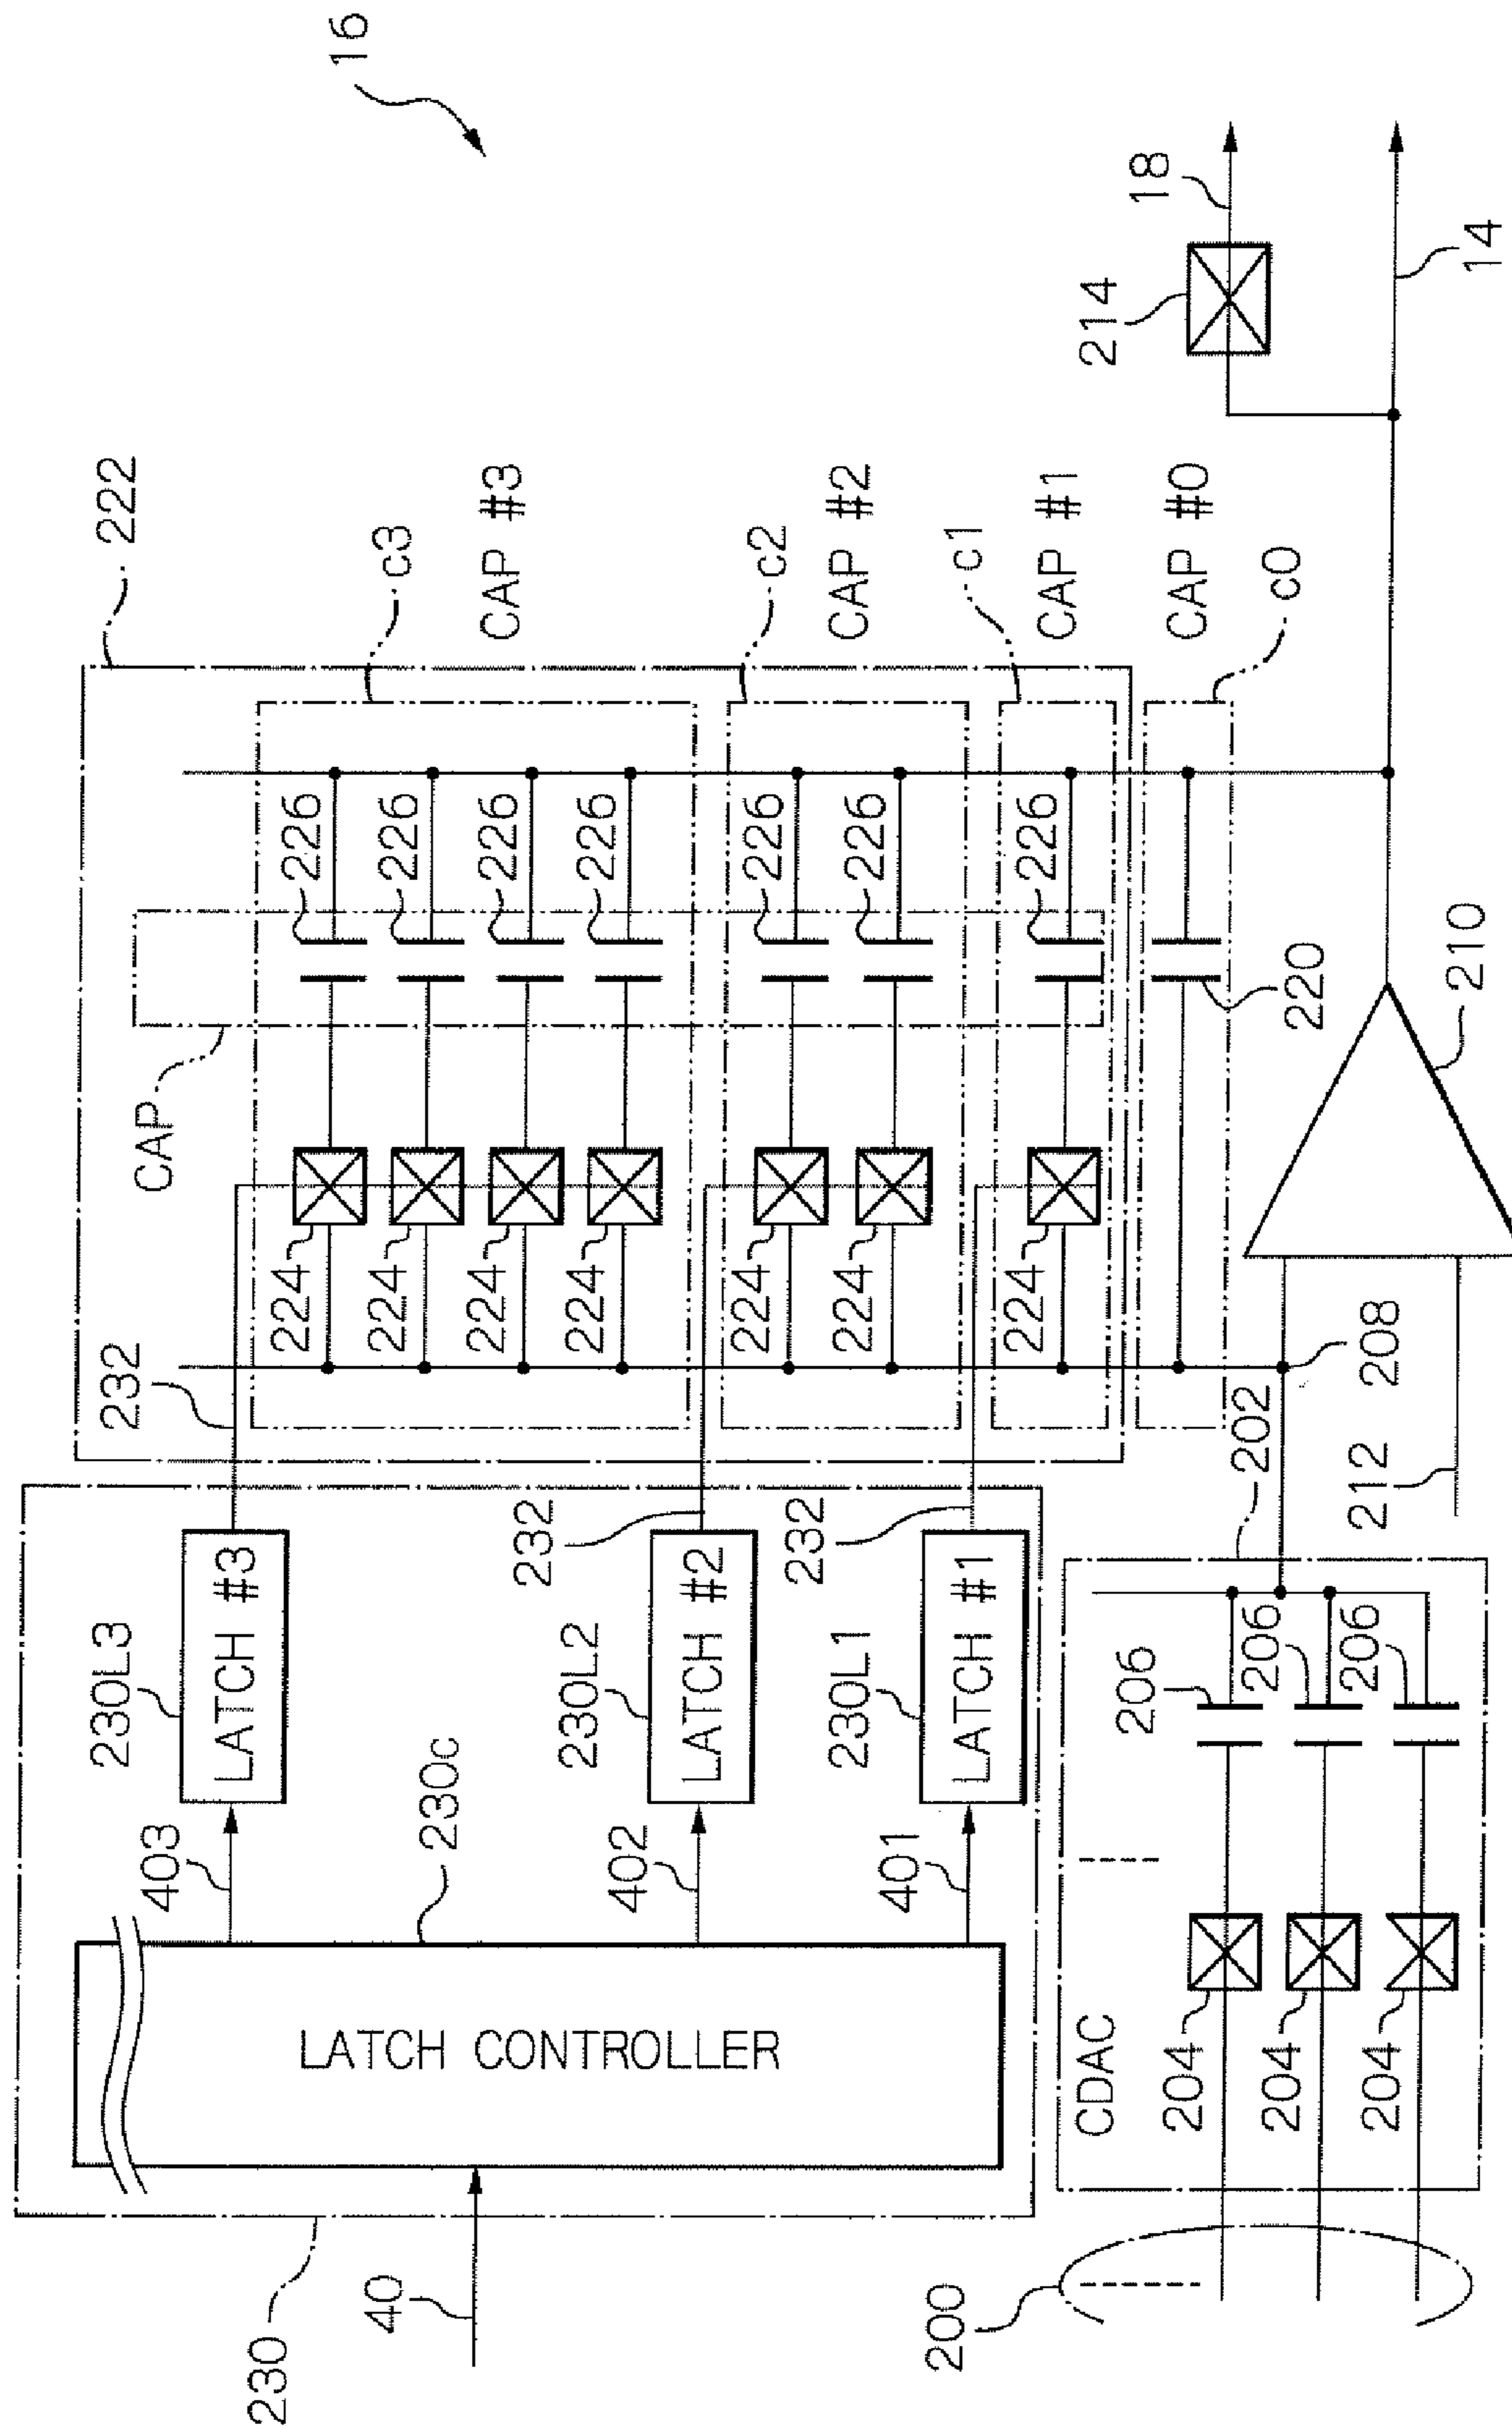 16
222
c3
CAP #3
c2
CAP #2
c1
CAP #1
CAP #0
c0
18
214
14
226
226
226
226
226
226
226
CAP
220
210
224
224
224
224
224
224
224
232
232
232
208
202
212
230L3
LATCH #3
230L2
LATCH #2
230L1
LATCH #1
403
402
401
230c
LATCH CONTROLLER
230
40
CDAC
206
206
206
204
204
204
200